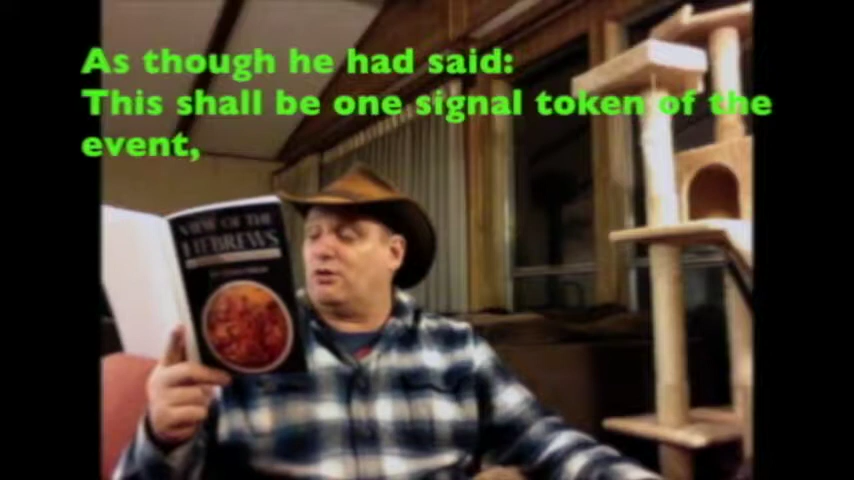 As though he had said:
This shall be one signal token of the
event,
VIEW OF THE
HEBREWS